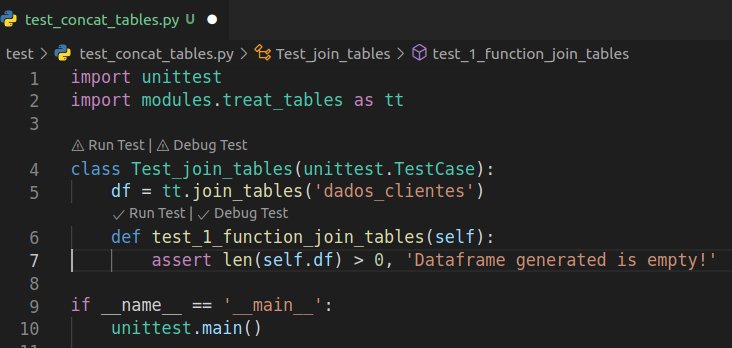 test_concat_tables.py U
test > test_concat_tables.py > Test_join_tables > test_1_function_join_tables
1 import unittest
2 import modules.treat_tables as tt
3
Run Test | Debug Test
4 class Test_join_tables(unittest.TestCase):
5     df = tt.join_tables('dados_clientes')
Run Test | Debug Test
6     def test_1_function_join_tables(self):
7         assert len(self.df) > 0, 'Dataframe generated is empty!'
8
9 if __name__ == '__main__':
10     unittest.main()
11